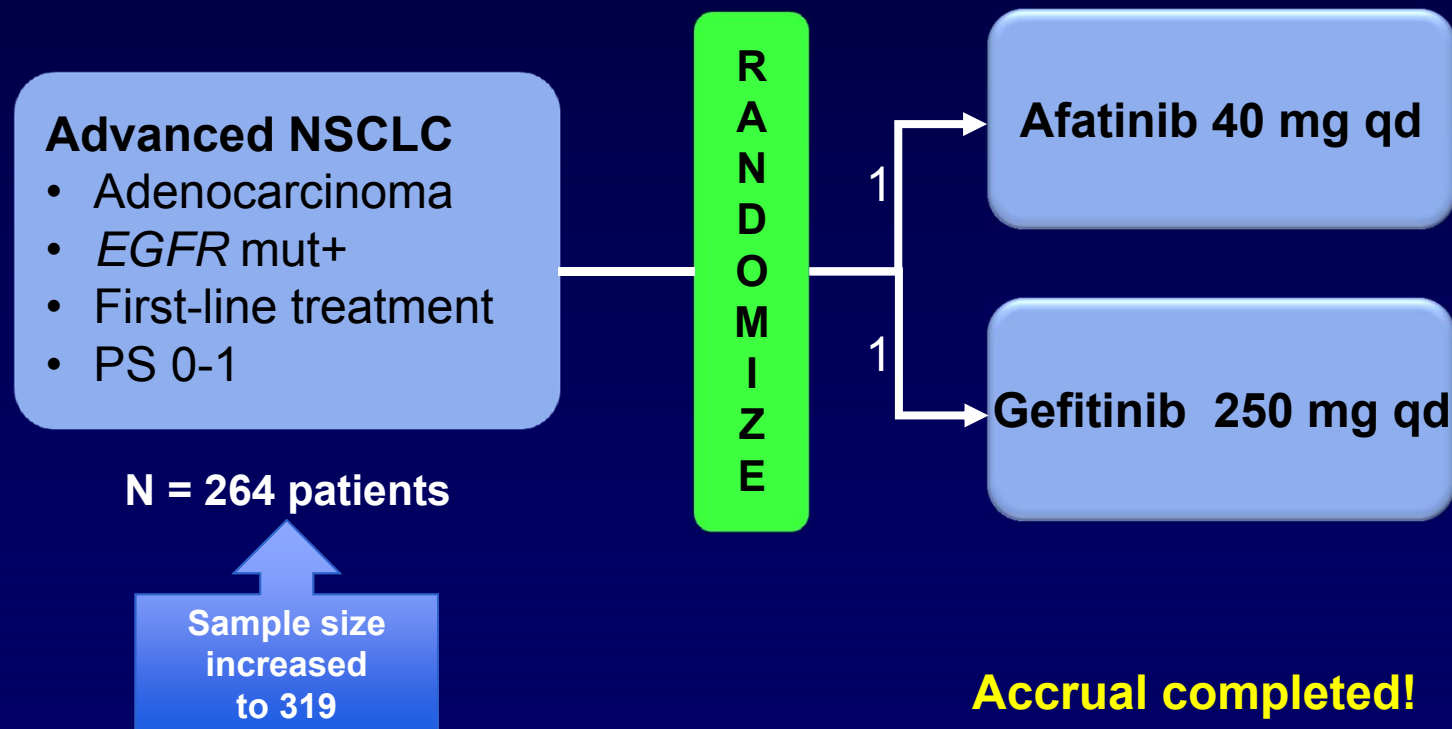 Advanced NSCLC
• Adenocarcinoma
• EGFR mut+
• First-line treatment
• PS 0-1
N = 264 patients
Sample size
increased
to 319
R
A
N
D
O
M
I
Z
E
1
Afatinib 40 mg qd
1
Gefitinib 250 mg qd
Accrual completed!